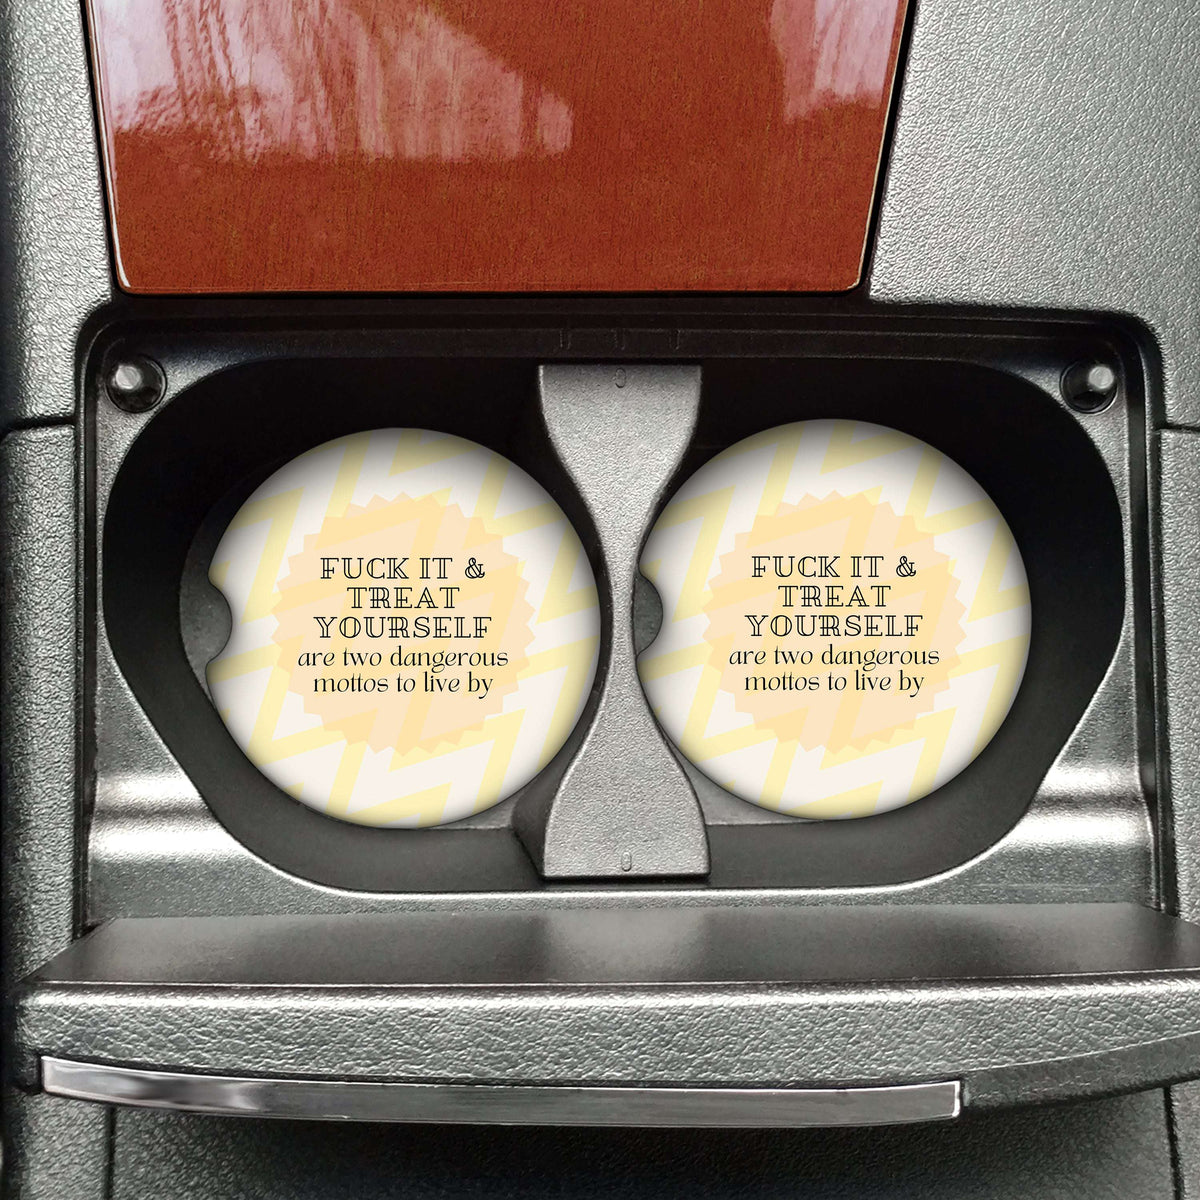 FUCK IT &
TREAT
YOURSELF
are two dangerous
mottos to live by
FUCK IT &
TREAT
YOURSELF
are two dangerous
mottos to live by